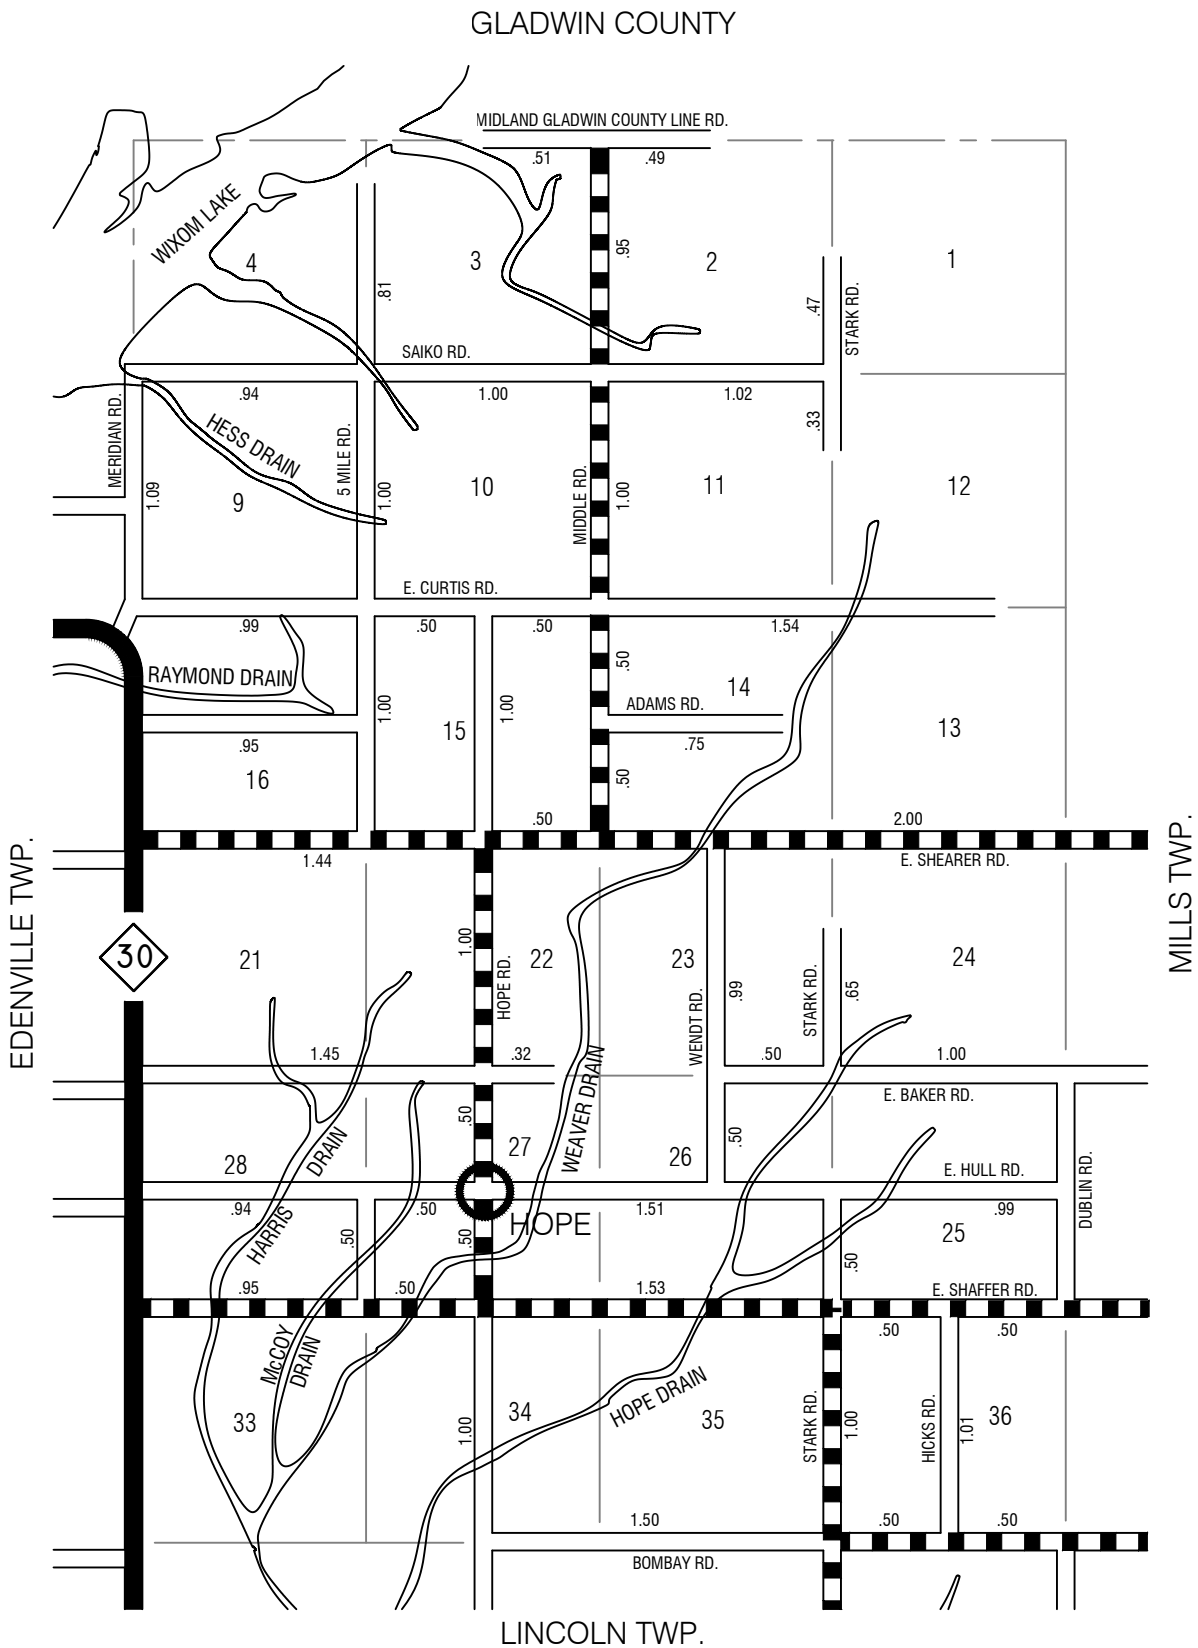 GLADWIN COUNTY
MIDLAND GLADWIN COUNTY LINE RD.
.51
.49
WIXOM LAKE
4
3
.95
2
1
.81
.47
STARK RD.
SAIKO RD.
.94
1.00
1.02
MERIDIAN RD.
HESS DRAIN
5 MILE RD.
.33
1.09
9
1.00
10
MIDDLE RD.
1.00
11
12
E. CURTIS RD.
.99
.50
.50
1.54
RAYMOND DRAIN
.50
14
ADAMS RD.
1.00
15
1.00
13
.95
.75
16
.50
.50
2.00
1.44
E. SHEARER RD.
EDENVILLE TWP.
MILLS TWP.
30
21
1.00
22
23
24
HOPE RD.
WENDT RD.
.99
STARK RD.
.65
1.45
.32
.50
1.00
WEAVER DRAIN
E. BAKER RD.
.50
27
.50
28
26
E. HULL RD.
HARRIS DRAIN
DUBLIN RD.
.94
.50
1.51
.99
HOPE
.50
.50
25
.50
.95
.50
1.53
E. SHAFFER RD.
McCOY DRAIN
.50
.50
HOPE DRAIN
33
1.00
34
35
STARK RD.
1.00
HICKS RD.
1.01
36
1.50
.50
.50
BOMBAY RD.
LINCOLN TWP.